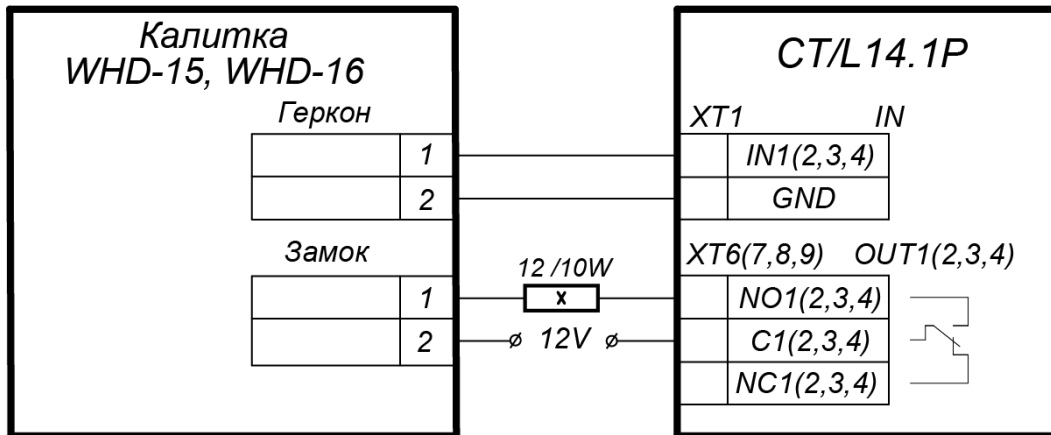 Калитка
WHD-15, WHD-16
Геркон
1
2
Замок
1
2
12 /10W
x
12V
CT/L14.1P
XT1 IN
IN1(2,3,4)
GND
XT6(7,8,9) OUT1(2,3,4)
NO1(2,3,4)
C1(2,3,4)
NC1(2,3,4)